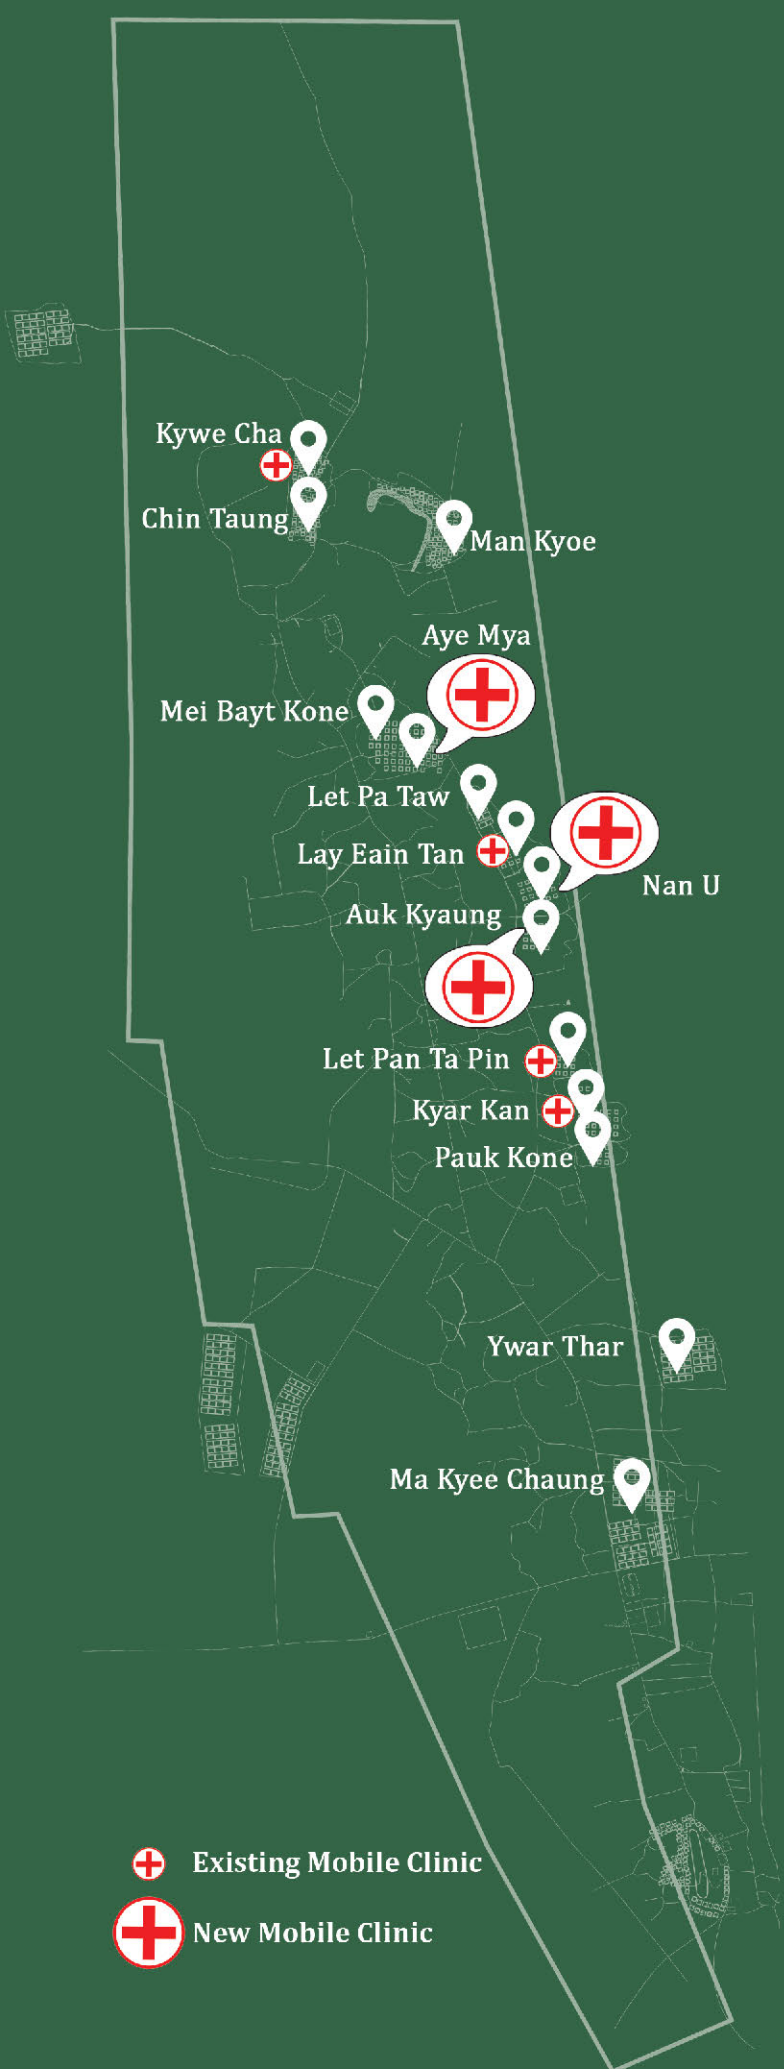 Kywe Cha
Chin Taung
Man Kyoe
Aye Mya
Mei Bayt Kone
Let Pa Taw
Lay Eain Tan
Nan U
Auk Kyaung
Let Pan Ta Pin
Kyar Kan
Pauk Kone
Ywar Thar
Ma Kyee Chaung
Existing Mobile Clinic
New Mobile Clinic